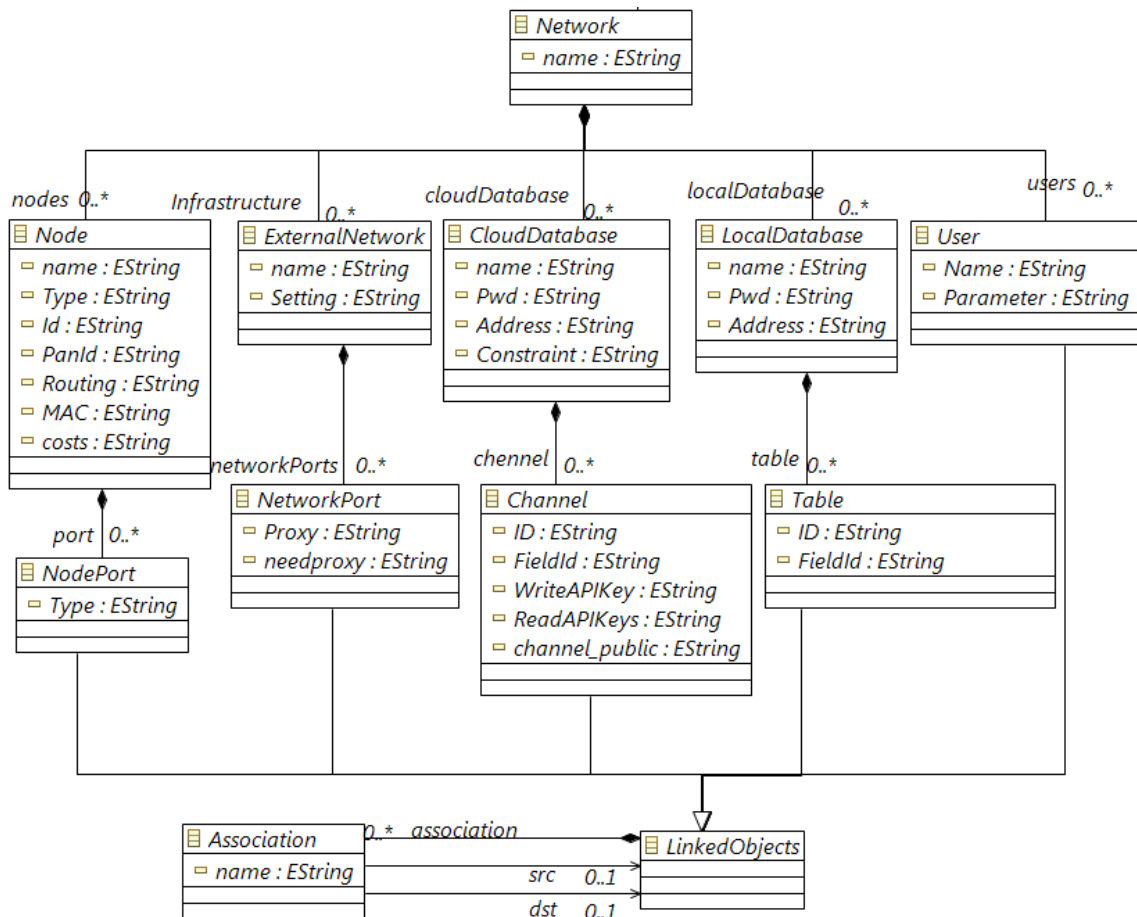 Network
name : EString
nodes 0..*
Infrastructure 0..*
cloudDatabase 0..*
localDatabase 0..*
users 0..*
Node
name : EString
Type : EString
Id : EString
PanId : EString
Routing : EString
MAC : EString
costs : EString
ExternalNetwork
name : EString
Setting : EString
CloudDatabase
name : EString
Pwd : EString
Address : EString
Constraint : EString
LocalDatabase
name : EString
Pwd : EString
Address : EString
User
Name : EString
Parameter : EString
networkPorts 0..*
chennel 0..*
table 0..*
port 0..*
NodePort
Type : EString
NetworkPort
Proxy : EString
needproxy : EString
Channel
ID : EString
FieldId : EString
WriteAPIKey : EString
ReadAPIKeys : EString
channel_public : EString
Table
ID : EString
FieldId : EString
Association
name : EString
0..* association
src 0..1
dst 0..1
LinkedObjects